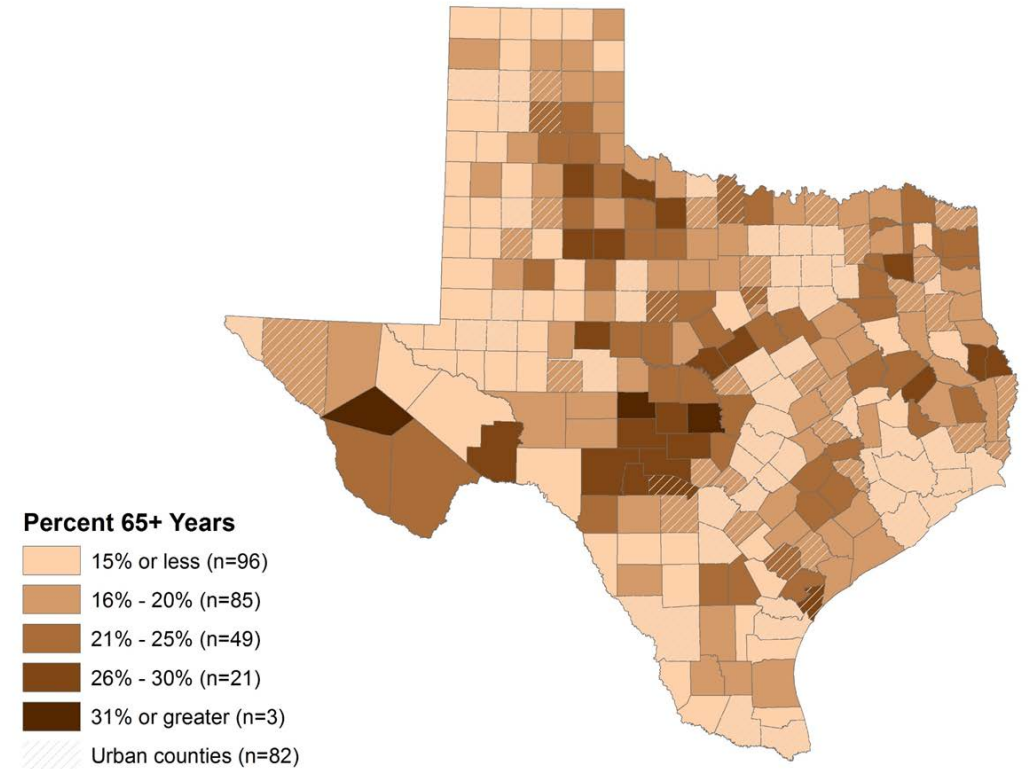 Percent 65+ Years
15% or less (n=96)
16% - 20% (n=85)
21% - 25% (n=49)
26% - 30% (n=21)
31% or greater (n=3)
Urban counties (n=82)